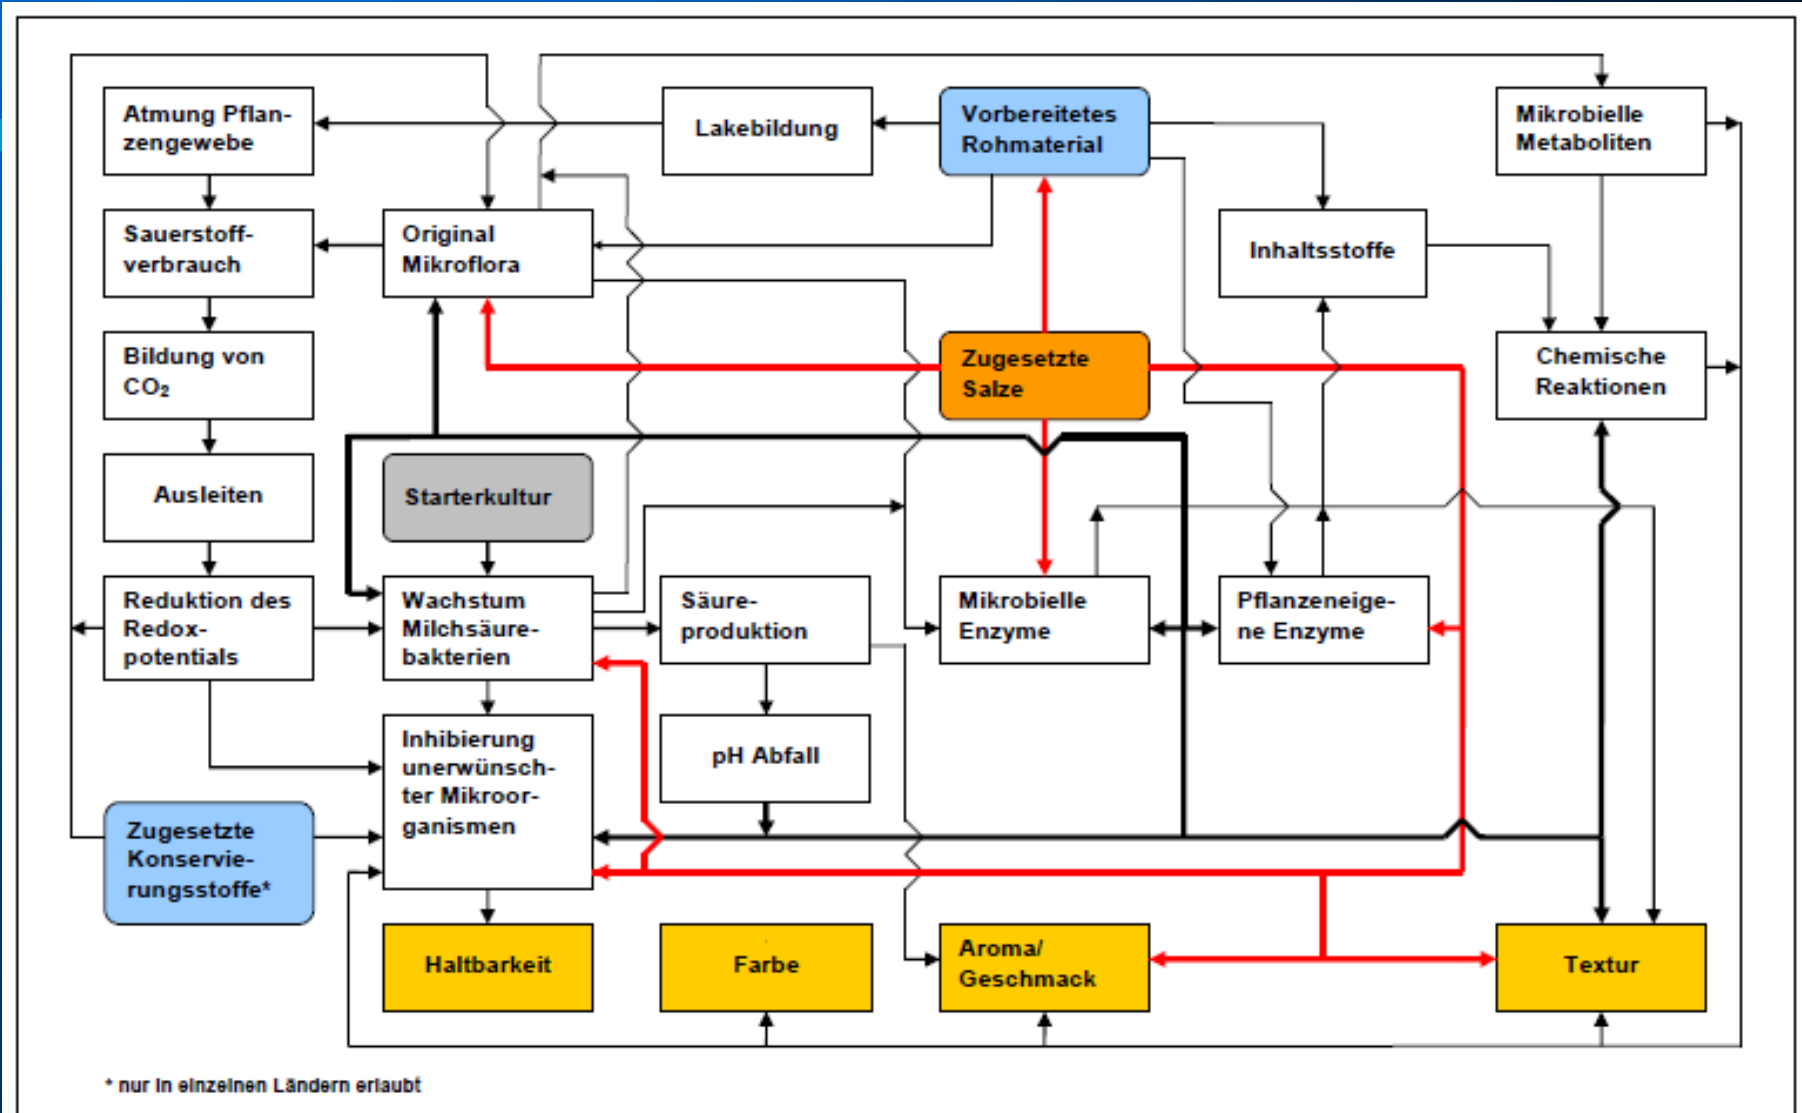 Atmung Pflan-
zengewebe
Lakebildung
Vorbereitetes
Rohmaterial
Mikrobielle
Metaboliten
Sauerstoff-
verbrauch
Original
Mikroflora
Inhaltsstoffe
Bildung von
CO₂
Zugesetzte
Salze
Chemische
Reaktionen
Ausleiten
Starterkultur
Reduktion des
Redox-
potentials
Wachstum
Milchsäure-
bakterien
Säure-
produktion
Mikrobielle
Enzyme
Pflanzeneige-
ne Enzyme
Inhibierung
unerwünsch-
ter Mikroor-
ganismen
pH Abfall
Zugesetzte
Konservie-
rungsstoffe*
Haltbarkeit
Farbe
Aroma/
Geschmack
Textur
* nur in einzelnen Ländern erlaubt